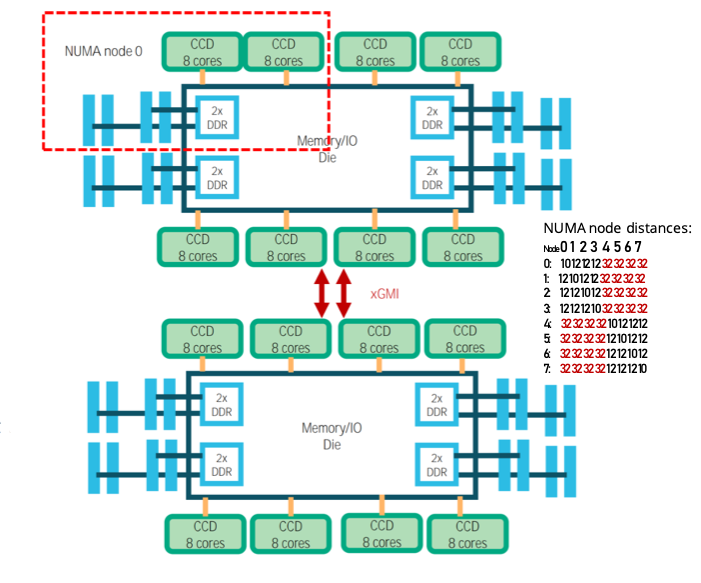 NUMA node 0
CCD
8 cores
CCD
8 cores
CCD
8 cores
CCD
8 cores
2x
DDR
2x
DDR
Memory/IO
Die
2x
DDR
2x
DDR
CCD
8 cores
CCD
8 cores
CCD
8 cores
CCD
8 cores
xGMI
NUMA node distances:
Node 0 1 2 3 4 5 6 7
0: 10 12 12 12 32 32 32 32
1: 12 10 12 12 32 32 32 32
2: 12 12 10 12 32 32 32 32
3: 12 12 12 10 32 32 32 32
4: 32 32 32 32 10 12 12 12
5: 32 32 32 32 12 10 12 12
6: 32 32 32 32 12 12 10 12
7: 32 32 32 32 12 12 12 10
CCD
8 cores
CCD
8 cores
CCD
8 cores
CCD
8 cores
2x
DDR
2x
DDR
Memory/IO
Die
2x
DDR
2x
DDR
CCD
8 cores
CCD
8 cores
CCD
8 cores
CCD
8 cores